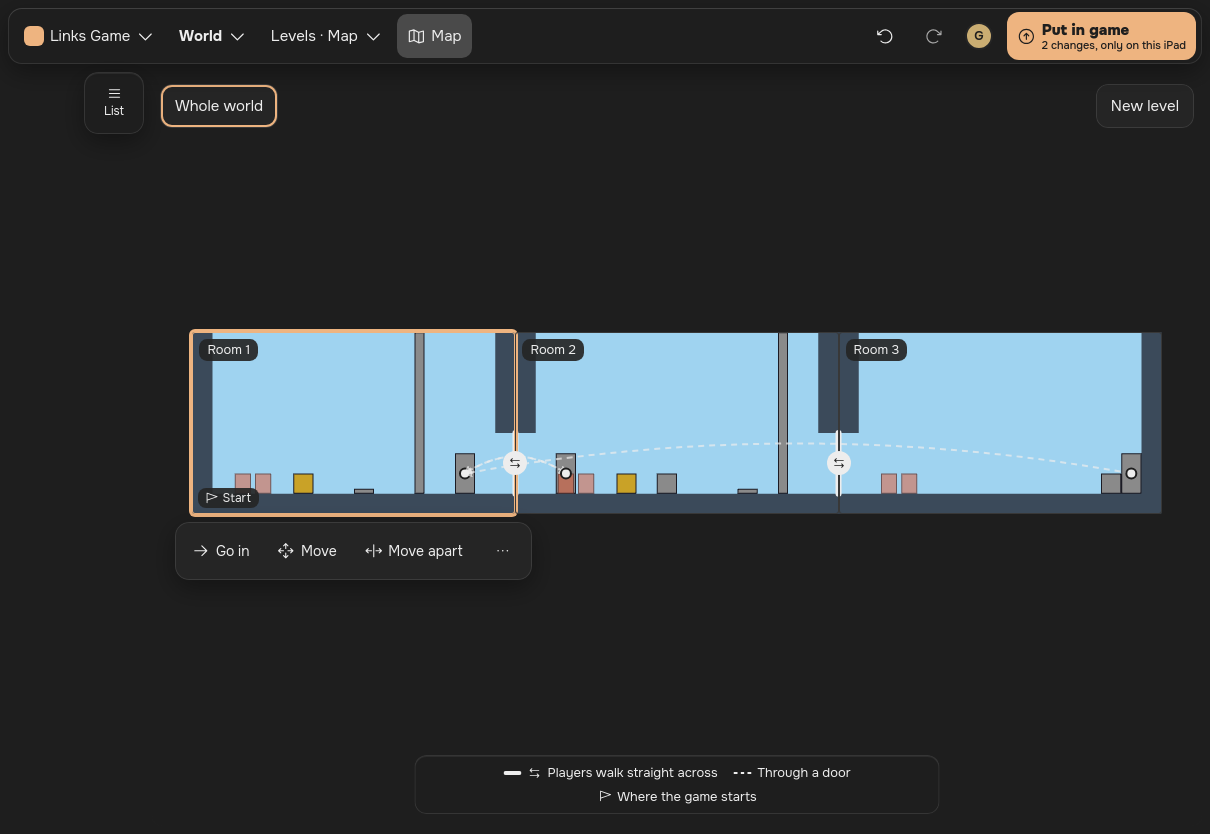 Links Game
World
Levels · Map
Map
G
Put in game
2 changes, only on this iPad
List
Whole world
New level
Room 1
Room 2
Room 3
Start
Go in
Move
Move apart
···
Players walk straight across
Through a door
Where the game starts